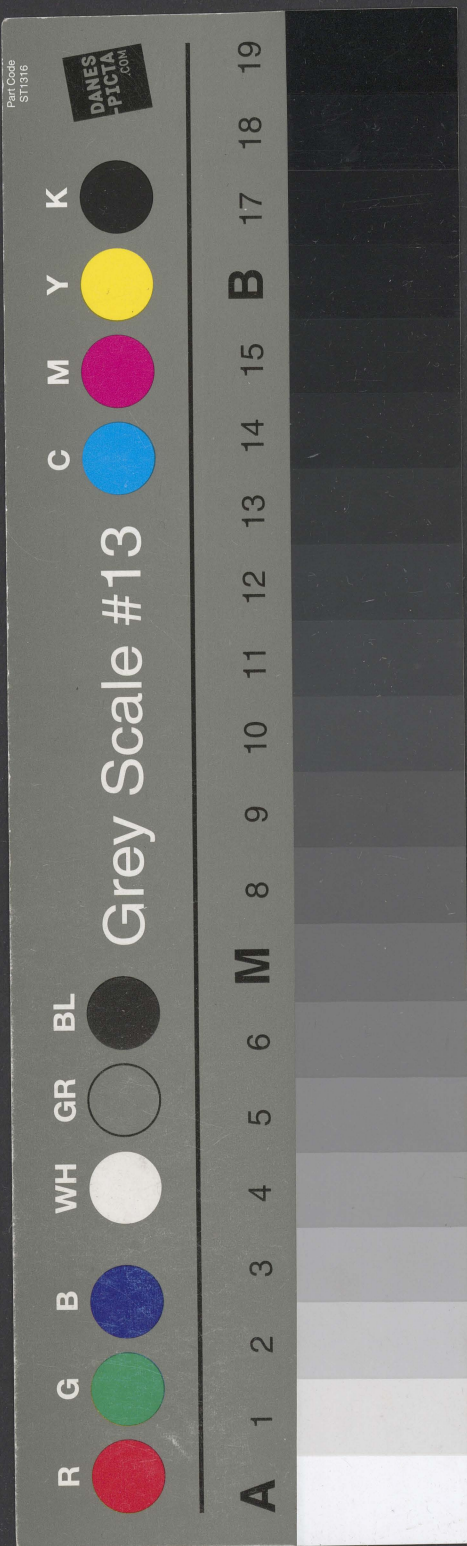 R G B WH GR BL Grey Scale #13 C M Y K
DANES
-PICTA
.COM
Part Code
ST1316
A 1 2 3 4 5 6 M 8 9 10 11 12 13 14 15 B 17 18 19